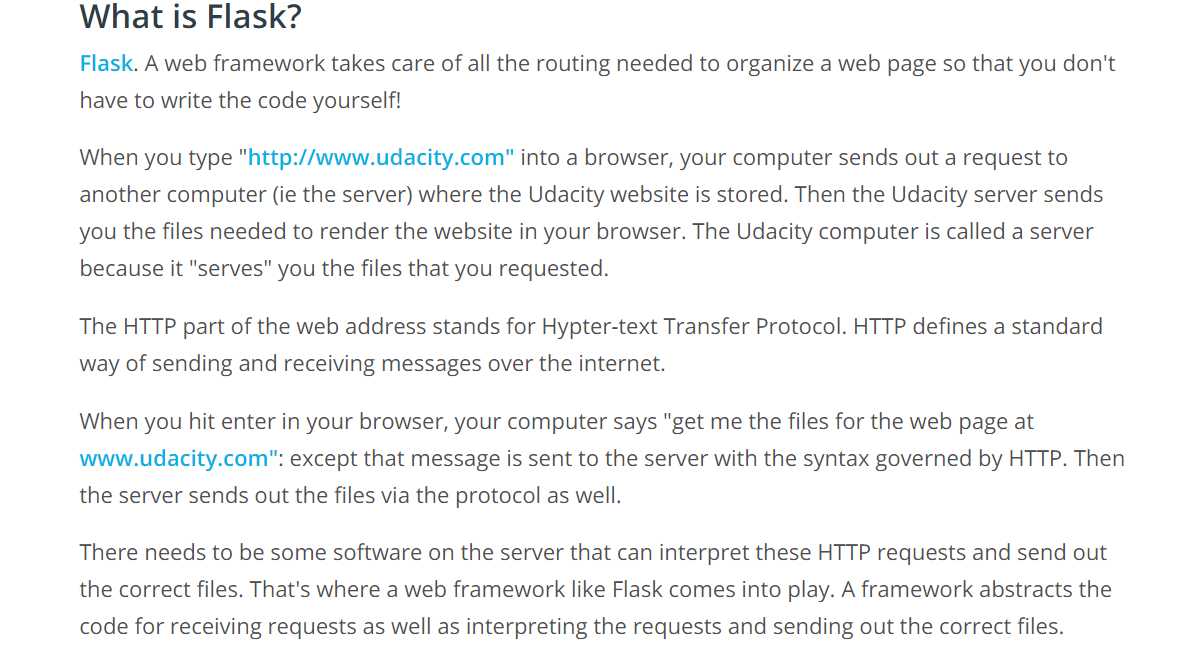 What is Flask?
Flask. A web framework takes care of all the routing needed to organize a web page so that you don't
have to write the code yourself!
When you type "http://www.udacity.com" into a browser, your computer sends out a request to
another computer (ie the server) where the Udacity website is stored. Then the Udacity server sends
you the files needed to render the website in your browser. The Udacity computer is called a server
because it "serves" you the files that you requested.
The HTTP part of the web address stands for Hypter-text Transfer Protocol. HTTP defines a standard
way of sending and receiving messages over the internet.
When you hit enter in your browser, your computer says "get me the files for the web page at
www.udacity.com": except that message is sent to the server with the syntax governed by HTTP. Then
the server sends out the files via the protocol as well.
There needs to be some software on the server that can interpret these HTTP requests and send out
the correct files. That's where a web framework like Flask comes into play. A framework abstracts the
code for receiving requests as well as interpreting the requests and sending out the correct files.